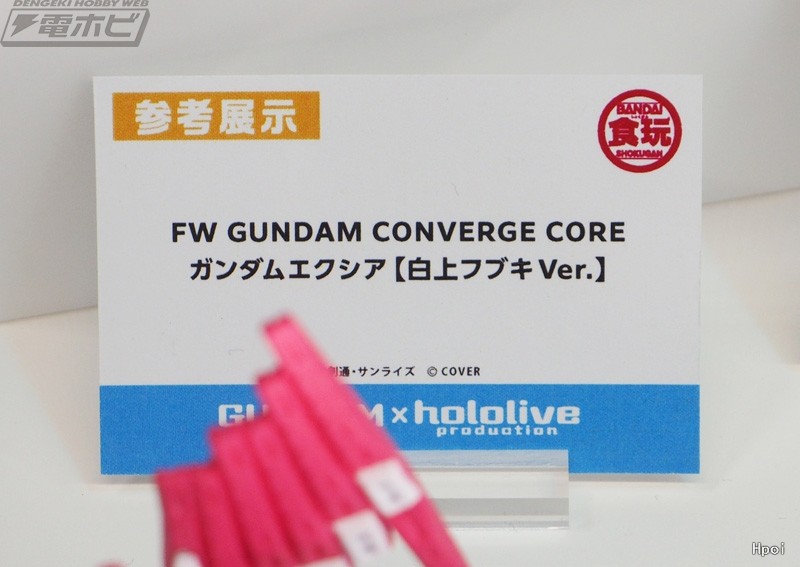 DENGEKI HOBBY WEB
電ホビ
参考展示
BANDAI
食玩
SHOKUGAN
FW GUNDAM CONVERGE CORE
ガンダムエクシア【白上フブキVer.】
創通・サンライズ ©COVER
GUNDAM×hololive
production
Hpoi